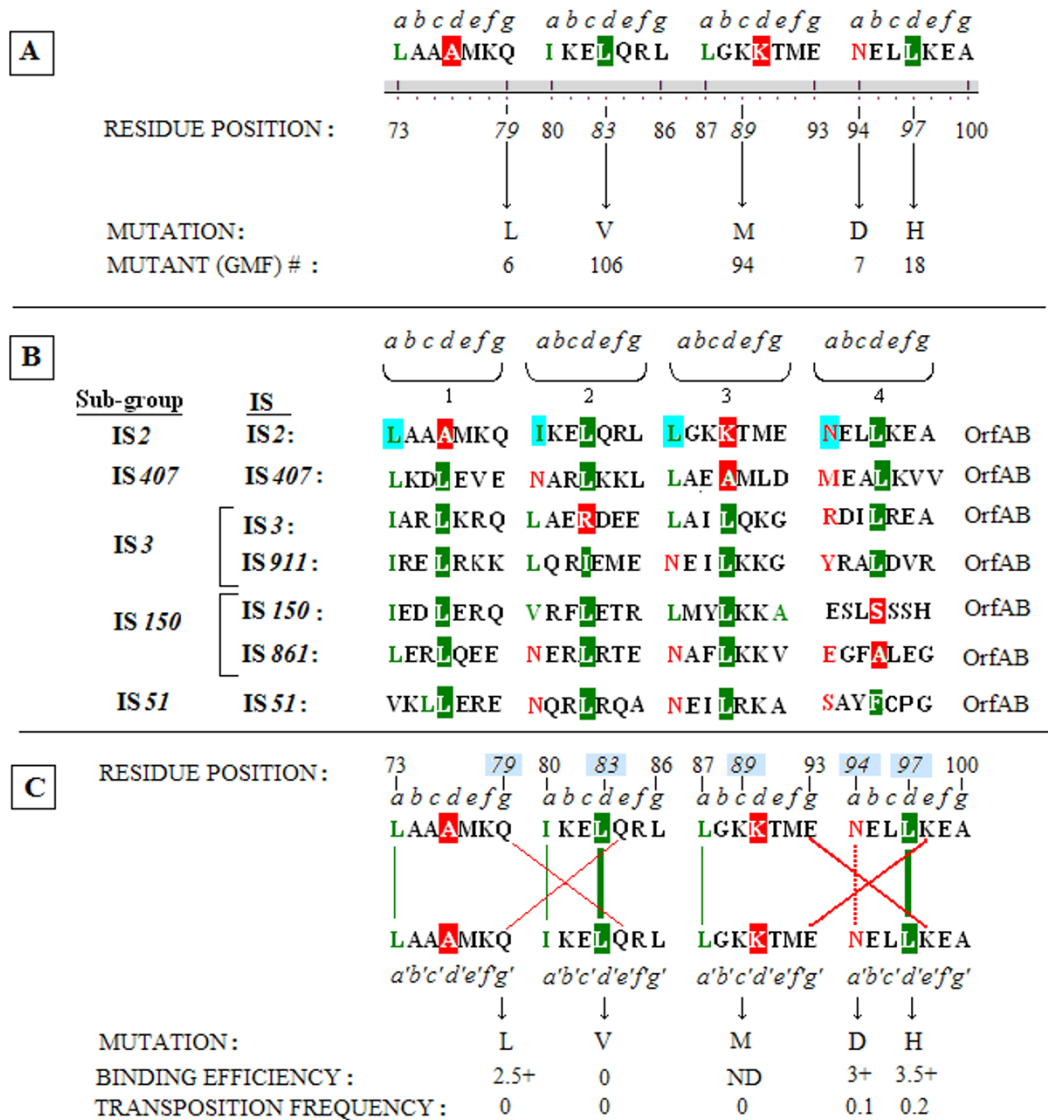 A
a b c d e f g a b c d e f g a b c d e f g a b c d e f g
L A A A M K Q I K E L Q R L L G K K T M E N E L L K E A
RESIDUE POSITION : 73 79 80 83 86 87 89 93 94 97 100
MUTATION: L V M D H
MUTANT (GMF) # : 6 106 94 7 18
B
a b c d e f g a b c d e f g a b c d e f g a b c d e f g
Sub-group IS 1 2 3 4
IS2 IS2: LAAAMKQ IKELQRL LGKKTME NELLKEA OrfAB
IS407 IS407: LKDLEVE NARLKKL LAEAMLD MEALKVV OrfAB
IS3 IS3: IARLKRQ LAERDEE LAILQKG RDILREA OrfAB
IS911: IRELRKK LQRIEME NEILKKG YRALDVR OrfAB
IS150 IS150: IEDLERQ VRFLETR LMYLKKA ESLSSSH OrfAB
IS861: LERLQEE NERLRTE NAFLKKV EGFALEG OrfAB
IS51 IS51: VKLLERE NQRLRQA NEILRKA SAYFCPG OrfAB
C
RESIDUE POSITION : 73 79 80 83 86 87 89 93 94 97 100
a b c d e f g a b c d e f g a b c d e f g a b c d e f g
LAAAMKQ IKELQRL LGKKTME NELLKEA
LAAAMKQ IKELQRL LGKKTME NELLKEA
a'b'c'd'e'f'g' a'b'c'd'e'f'g' a'b'c'd'e'f'g' a'b'c'd'e'f'g'
MUTATION : L V M D H
BINDING EFFICIENCY : 2.5+ 0 ND 3+ 3.5+
TRANSPOSITION FREQUENCY : 0 0 0 0.1 0.2